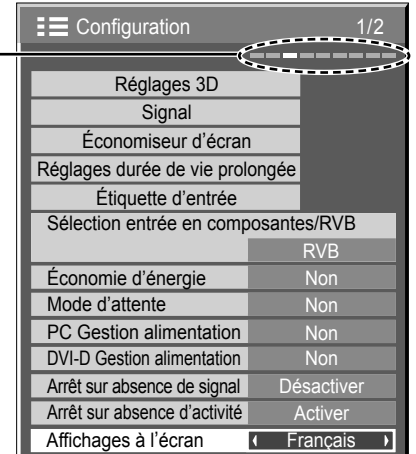 Configuration 1/2
Réglages 3D
Signal
Économiseur d'écran
Réglages durée de vie prolongée
Étiquette d'entrée
Sélection entrée en composantes/RVB
RVB
Économie d'énergie Non
Mode d'attente Non
PC Gestion alimentation Non
DVI-D Gestion alimentation Non
Arrêt sur absence de signal Désactiver
Arrêt sur absence d'activité Activer
Affichages à l'écran Français